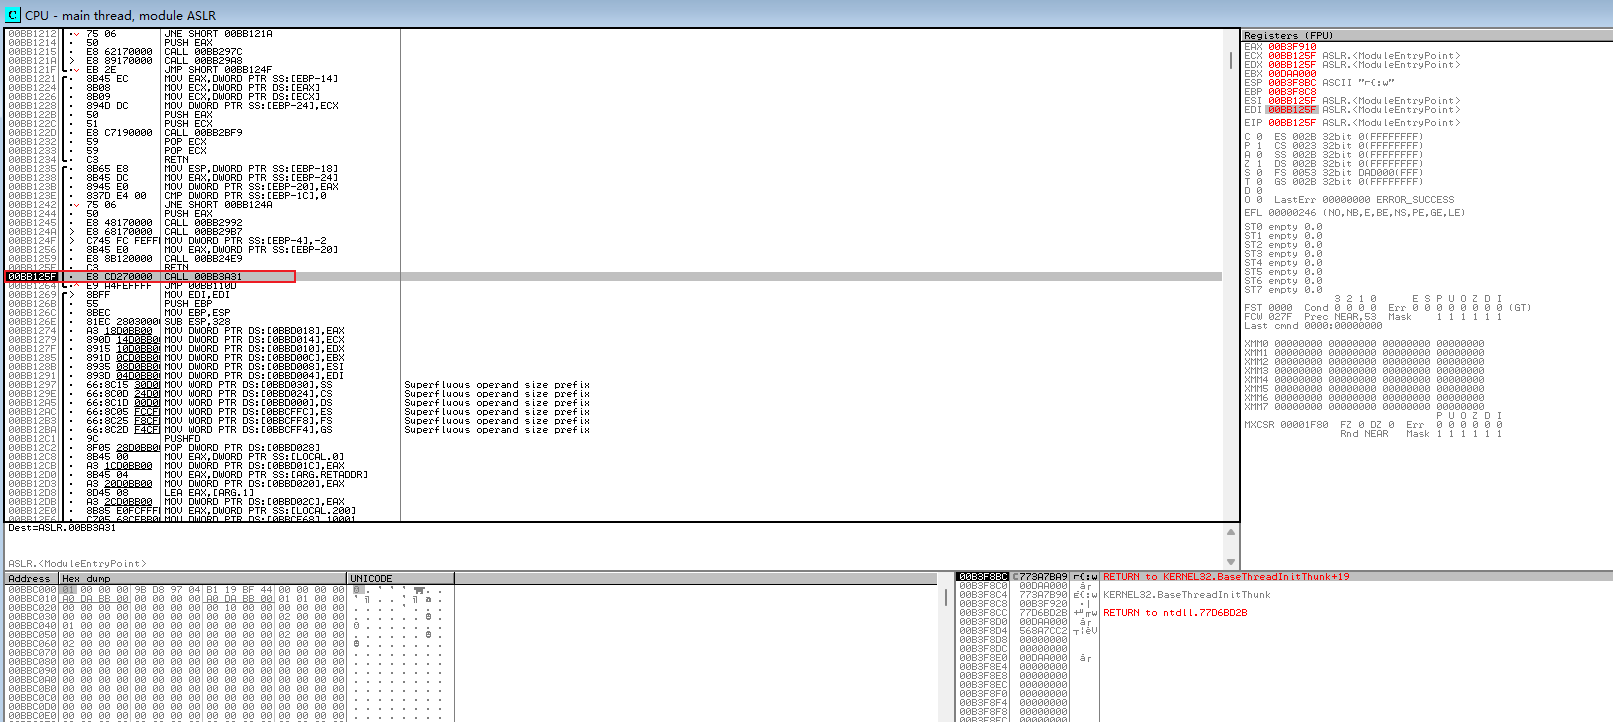 CPU - main thread, module ASLR
00BB1212 75 06 JNE SHORT 00BB121A
00BB1214 50 PUSH EAX
00BB1215 E8 62170000 CALL 00BB297C
00BB121A E8 89170000 CALL 00BB29A8
00BB121F EB 2E JMP SHORT 00BB124F
00BB1221 8B45 EC MOV EAX,DWORD PTR SS:[EBP-14]
00BB1224 8B08 MOV ECX,DWORD PTR DS:[EAX]
00BB1226 8B09 MOV ECX,DWORD PTR DS:[ECX]
00BB1228 894D DC MOV DWORD PTR SS:[EBP-24],ECX
00BB122B 50 PUSH EAX
00BB122C 51 PUSH ECX
00BB122D E8 C7190000 CALL 00BB2BF9
00BB1232 59 POP ECX
00BB1233 59 POP ECX
00BB1234 C3 RETN
00BB1235 8B65 E8 MOV ESP,DWORD PTR SS:[EBP-18]
00BB1238 8B45 DC MOV EAX,DWORD PTR SS:[EBP-24]
00BB123B 8945 E0 MOV DWORD PTR SS:[EBP-20],EAX
00BB123E 837D E4 00 CMP DWORD PTR SS:[EBP-1C],0
00BB1242 75 06 JNE SHORT 00BB124A
00BB1244 50 PUSH EAX
00BB1245 E8 48170000 CALL 00BB2992
00BB124A E8 68170000 CALL 00BB29B7
00BB124F C745 FC FEFFI MOV DWORD PTR SS:[EBP-4],-2
00BB1256 8B45 E0 MOV EAX,DWORD PTR SS:[EBP-20]
00BB1259 E8 8B120000 CALL 00BB24E9
00BB125E C3 RETN
00BB125F E8 CD270000 CALL 00BB3A31
00BB1264 E9 A4FEFFFF JMP 00BB110D
00BB1269 8BFF MOV EDI,EDI
00BB126B 55 PUSH EBP
00BB126C 8BEC MOV EBP,ESP
00BB126E 81EC 28030000 SUB ESP,328
00BB1274 A3 18D0BB00 MOV DWORD PTR DS:[0BBD018],EAX
00BB1279 890D 14D0BB00 MOV DWORD PTR DS:[0BBD014],ECX
00BB127F 8915 10D0BB00 MOV DWORD PTR DS:[0BBD010],EDX
00BB1285 891D 0CD0BB00 MOV DWORD PTR DS:[0BBD00C],EBX
00BB128B 8935 08D0BB00 MOV DWORD PTR DS:[0BBD008],ESI
00BB1291 893D 04D0BB00 MOV DWORD PTR DS:[0BBD004],EDI
00BB1297 66:8C15 30D0 MOV WORD PTR DS:[0BBD030],SS Superfluous operand size prefix
00BB129E 66:8C0D 24D0 MOV WORD PTR DS:[0BBD024],CS Superfluous operand size prefix
00BB12A5 66:8C1D 00D0 MOV WORD PTR DS:[0BBD000],DS Superfluous operand size prefix
00BB12AC 66:8C05 FCCF MOV WORD PTR DS:[0BBCFFC],ES Superfluous operand size prefix
00BB12B3 66:8C25 F8CF MOV WORD PTR DS:[0BBCFF8],FS Superfluous operand size prefix
00BB12BA 66:8C2D F4CF MOV WORD PTR DS:[0BBCFF4],GS Superfluous operand size prefix
00BB12C1 9C PUSHFD
00BB12C2 8F05 28D0BB00 POP DWORD PTR DS:[0BBD028]
00BB12C8 8B45 00 MOV EAX,DWORD PTR SS:[LOCAL.0]
00BB12CB A3 1CD0BB00 MOV DWORD PTR DS:[0BBD01C],EAX
00BB12D0 8B45 04 MOV EAX,DWORD PTR SS:[ARG.RETADDR]
00BB12D3 A3 20D0BB00 MOV DWORD PTR DS:[0BBD020],EAX
00BB12D8 8D45 08 LEA EAX,[ARG.1]
00BB12DB A3 2CD0BB00 MOV DWORD PTR DS:[0BBD02C],EAX
00BB12E0 8B85 E0FCFFF MOV EAX,DWORD PTR SS:[LOCAL.200]
00BB12E6 C705 68CFBB0 MOV DWORD PTR DS:[0BBCF68],10001
Dest=ASLR.00BB3A31
ASLR.<ModuleEntryPoint>
Registers (FPU)
EAX 00B3F910
ECX 00BB125F ASLR.<ModuleEntryPoint>
EDX 00BB125F ASLR.<ModuleEntryPoint>
EBX 00DAA000
ESP 00B3F8BC ASCII "┌{:w"
EBP 00B3F8C8
ESI 00BB125F ASLR.<ModuleEntryPoint>
EDI 00BB125F ASLR.<ModuleEntryPoint>
EIP 00BB125F ASLR.<ModuleEntryPoint>
C 0 ES 002B 32bit 0(FFFFFFFF)
P 1 CS 0023 32bit 0(FFFFFFFF)
A 0 SS 002B 32bit 0(FFFFFFFF)
Z 1 DS 002B 32bit 0(FFFFFFFF)
S 0 FS 0053 32bit DAD000(FFF)
T 0 GS 002B 32bit 0(FFFFFFFF)
D 0
O 0 LastErr 00000000 ERROR_SUCCESS
EFL 00000246 (NO,NB,E,BE,NS,PE,GE,LE)
ST0 empty 0.0
ST1 empty 0.0
ST2 empty 0.0
ST3 empty 0.0
ST4 empty 0.0
ST5 empty 0.0
ST6 empty 0.0
ST7 empty 0.0
3 2 1 0 E S P U O Z D I
FST 0000 Cond 0 0 0 0 Err 0 0 0 0 0 0 0 0 (GT)
FCW 027F Prec NEAR,53 Mask 1 1 1 1 1 1
Last cmnd 0000:00000000
XMM0 00000000 00000000 00000000 00000000
XMM1 00000000 00000000 00000000 00000000
XMM2 00000000 00000000 00000000 00000000
XMM3 00000000 00000000 00000000 00000000
XMM4 00000000 00000000 00000000 00000000
XMM5 00000000 00000000 00000000 00000000
XMM6 00000000 00000000 00000000 00000000
XMM7 00000000 00000000 00000000 00000000
P U O Z D I
MXCSR 00001F80 FZ 0 DZ 0 Err 0 0 0 0 0 0
Rnd NEAR Mask 1 1 1 1 1 1
Address Hex dump UNICODE
00BBC000 01 00 00 00 9B D8 97 04 B1 19 BF 44 00 00 00 00
00BBC010 A0 DA BB 00 00 00 00 00 A0 DA BB 00 01 01 00 00
00BBC020 00 00 00 00 00 00 00 00 00 10 00 00 00 00 00 00
00BBC030 00 00 00 00 00 00 00 00 00 00 00 00 02 00 00 00
00BBC040 01 00 00 00 00 00 00 00 00 00 00 00 00 00 00 00
00BBC050 00 00 00 00 00 00 00 00 00 00 00 00 02 00 00 00
00BBC060 02 00 00 00 00 00 00 00 00 00 00 00 00 00 00 00
00BBC070 00 00 00 00 00 00 00 00 00 00 00 00 00 00 00 00
00BBC080 00 00 00 00 00 00 00 00 00 00 00 00 00 00 00 00
00BBC090 00 00 00 00 00 00 00 00 00 00 00 00 00 00 00 00
00BBC0A0 00 00 00 00 00 00 00 00 00 00 00 00 00 00 00 00
00BBC0B0 00 00 00 00 00 00 00 00 00 00 00 00 00 00 00 00
00BBC0C0 00 00 00 00 00 00 00 00 00 00 00 00 00 00 00 00
00BBC0D0 00 00 00 00 00 00 00 00 00 00 00 00 00 00 00 00
00BBC0E0 00 00 00 00 00 00 00 00 00 00 00 00 00 00 00 00
00B3F8BC 773A7BA9 ┌{:w RETURN to KERNEL32.BaseThreadInitThunk+19
00B3F8C0 00DAA000
00B3F8C4 773A7B90 É{:w KERNEL32.BaseThreadInitThunk
00B3F8C8 00B3F920
00B3F8CC 77D6BD2B RETURN to ntdll.77D6BD2B
00B3F8D0 00DAA000
00B3F8D4 568A7CC2 ┬|èV
00B3F8D8 00000000
00B3F8DC 00000000
00B3F8E0 00DAA000
00B3F8E4 00000000
00B3F8E8 00000000
00B3F8EC 00000000
00B3F8F0 00000000
00B3F8F4 00000000
00B3F8F8 00000000
00B3F8FC 00000000